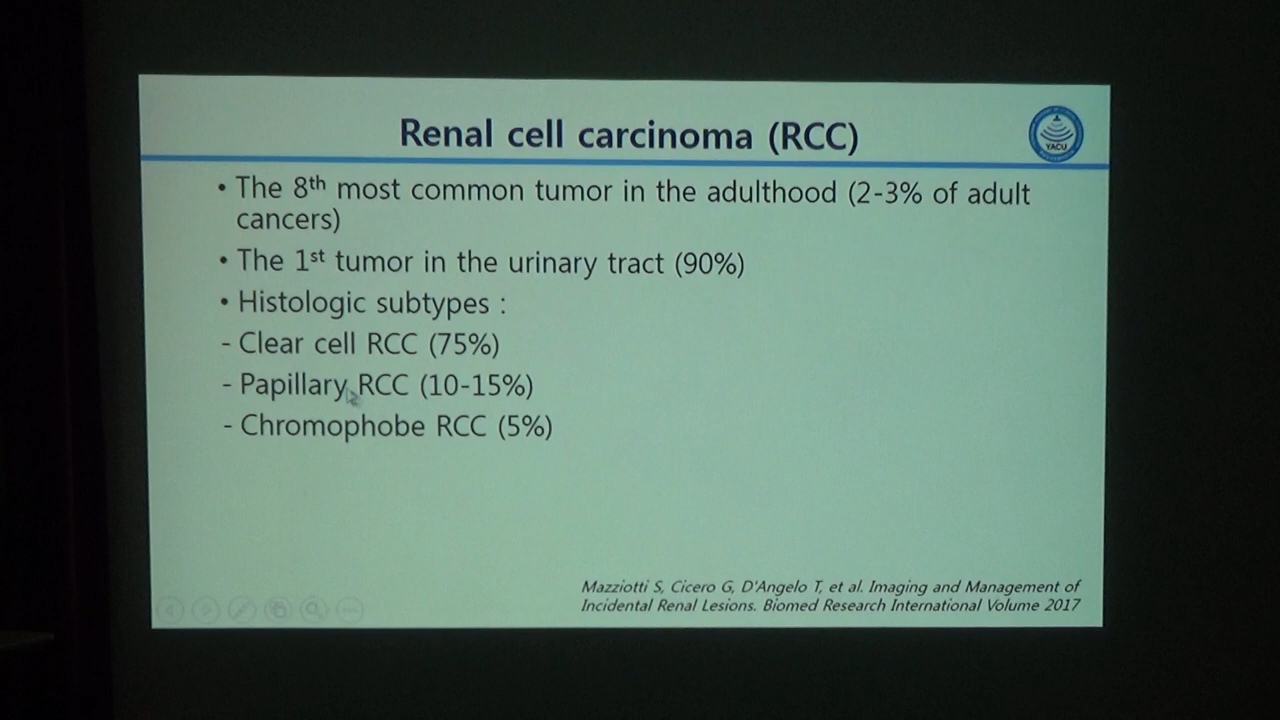 Renal cell carcinoma (RCC)
YACU
• The 8th most common tumor in the adulthood (2-3% of adult
cancers)
• The 1st tumor in the urinary tract (90%)
• Histologic subtypes :
- Clear cell RCC (75%)
- Papillary RCC (10-15%)
- Chromophobe RCC (5%)
Mazziotti S, Cicero G, D'Angelo T, et al. Imaging and Management of
Incidental Renal Lesions. Biomed Research International Volume 2017